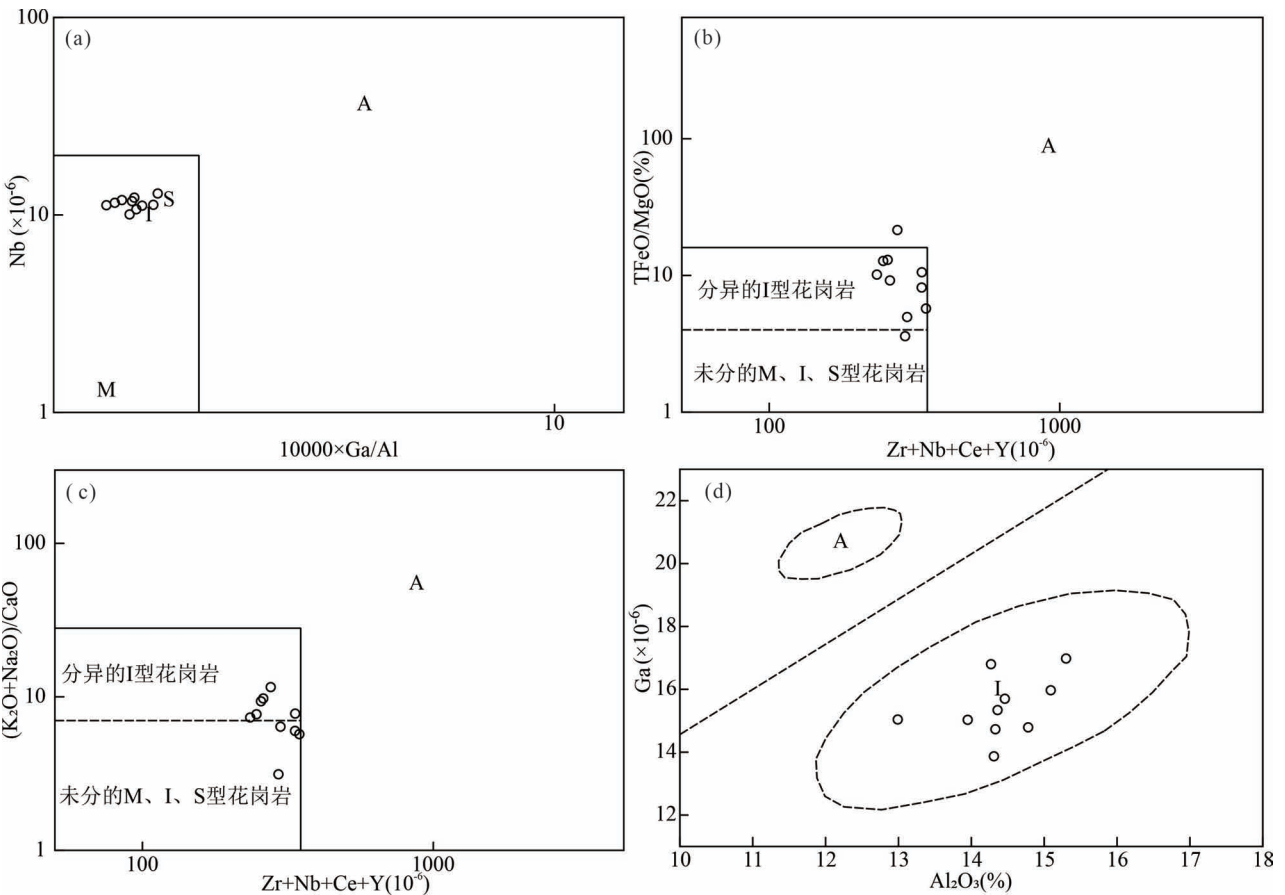 (a)
100
10
1
Nb (×10⁻⁶)
A
S
I
M
10
10000×Ga/Al
(b)
100
10
1
TFeO/MgO(%)
A
分异的I型花岗岩
未分的M、I、S型花岗岩
100
1000
Zr+Nb+Ce+Y(10⁻⁶)
(c)
100
10
1
(K₂O+Na₂O)/CaO
A
分异的I型花岗岩
未分的M、I、S型花岗岩
100
1000
Zr+Nb+Ce+Y(10⁻⁶)
(d)
22
20
18
16
14
12
Ga(×10⁻⁶)
A
I
10
11
12
13
14
15
16
17
18
Al₂O₃(%)